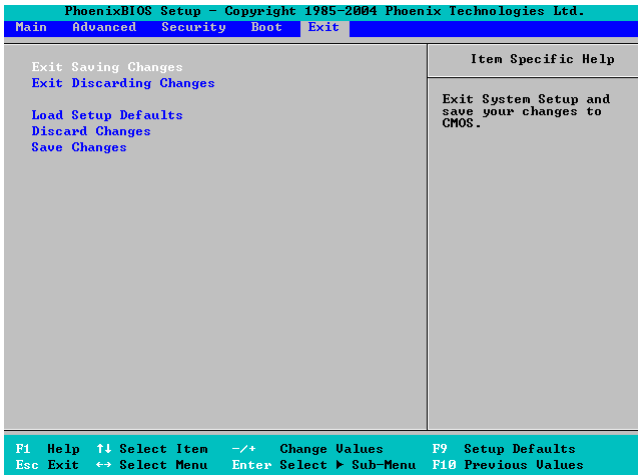 PhoenixBIOS Setup - Copyright 1985-2004 Phoenix Technologies Ltd.
Main Advanced Security Boot Exit
Item Specific Help
Exit Saving Changes
Exit Discarding Changes
Load Setup Defaults
Discard Changes
Save Changes
Exit System Setup and
save your changes to
CMOS.
F1 Help ↑↓ Select Item -/+ Change Values F9 Setup Defaults
Esc Exit ↔ Select Menu Enter Select ▶ Sub-Menu F10 Previous Values